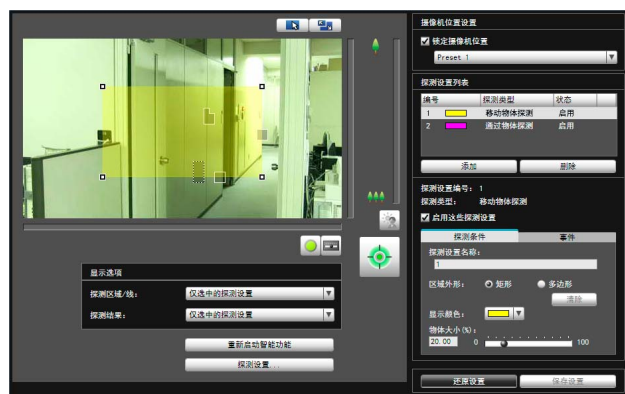 摄像机位置设置
锁定摄像机位置
Preset 1
探测设置列表
编号 探测类型 状态
1 移动物体探测 启用
2 通过物体探测 启用
添加 删除
探测设置编号: 1
探测类型: 移动物体探测
启用这些探测设置
探测条件 事件
探测设置名称:
1
区域外形: 矩形 多边形
清除
显示颜色:
物体大小(%):
20.00 0 100
还原设置 保存设置
显示选项
探测区域/线: 仅选中的探测设置
探测结果: 仅选中的探测设置
重新启动智能功能
探测设置...